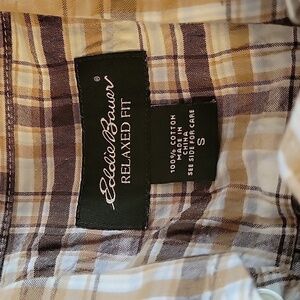 Eddie Bauer®
RELAXED FIT
S
100% COTTON
MADE IN
CHINA
SEE SIDE FOR CARE